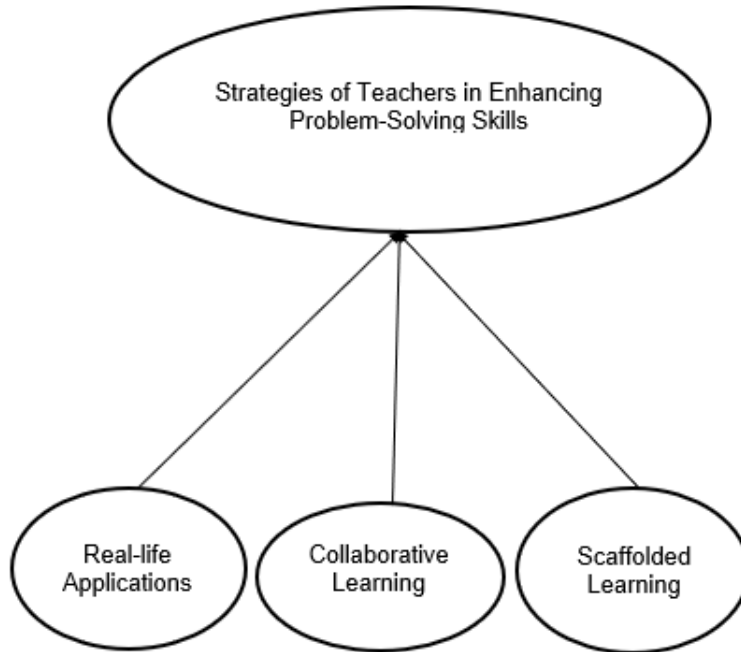 Strategies of Teachers in Enhancing
Problem-Solving Skills
Real-life
Applications
Collaborative
Learning
Scaffolded
Learning